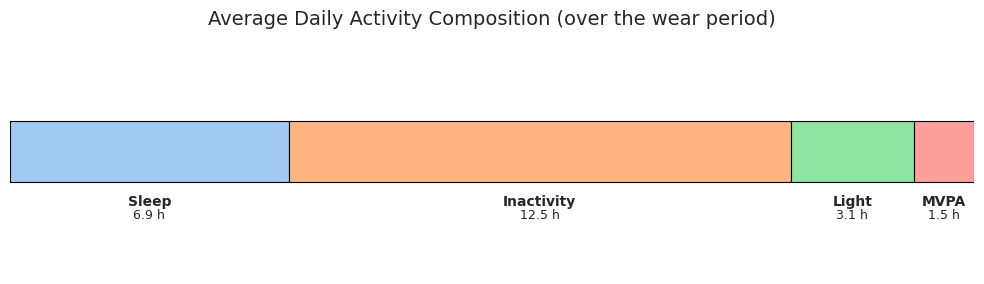 Average Daily Activity Composition (over the wear period)
Sleep
6.9 h
Inactivity
12.5 h
Light
3.1 h
MVPA
1.5 h